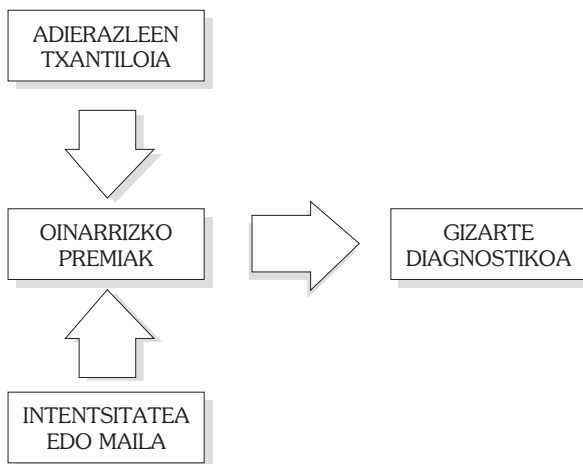 ADIERAZLEEN
TXANTILOIA
OINARRIZKO
PREMIAK
GIZARTE
DIAGNOSTIKOA
INTENTSITATEA
EDO MAILA